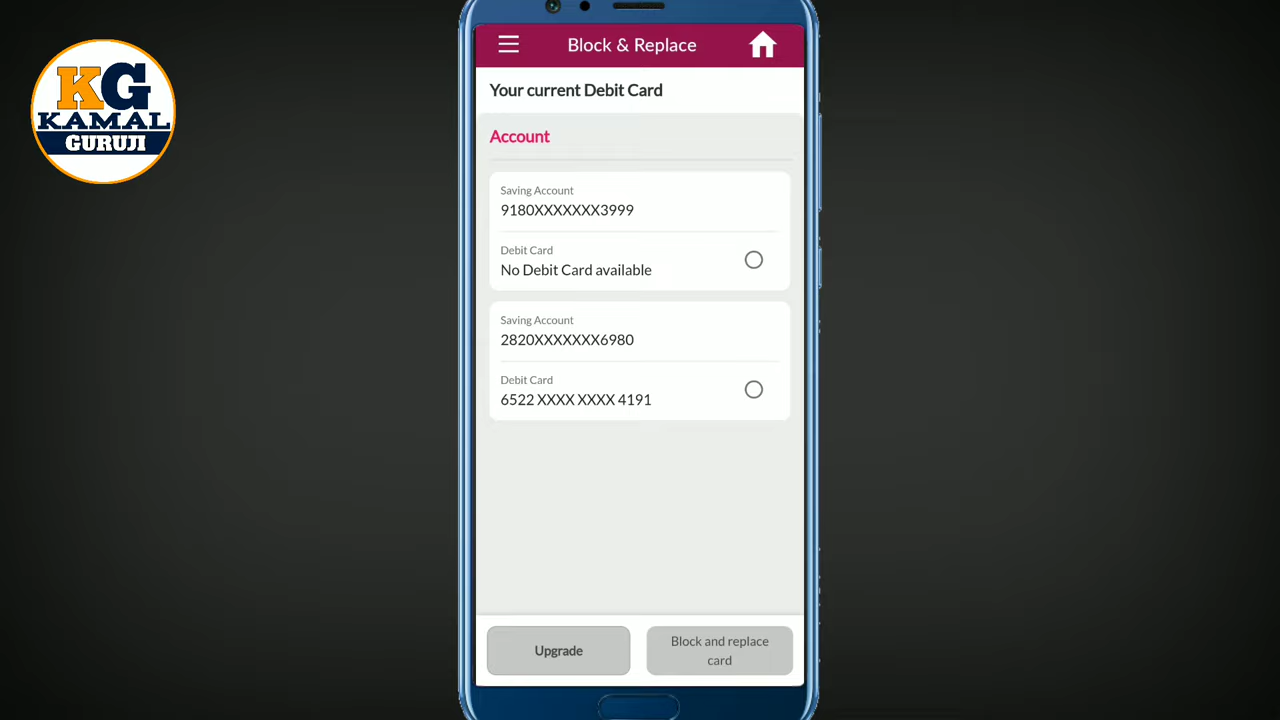 KG
KAMAL
GURUJI
Block & Replace
Your current Debit Card
Account
Saving Account
9180XXXXXXX3999
Debit Card
No Debit Card available
Saving Account
2820XXXXXXX6980
Debit Card
6522 XXXX XXXX 4191
Upgrade
Block and replace
card